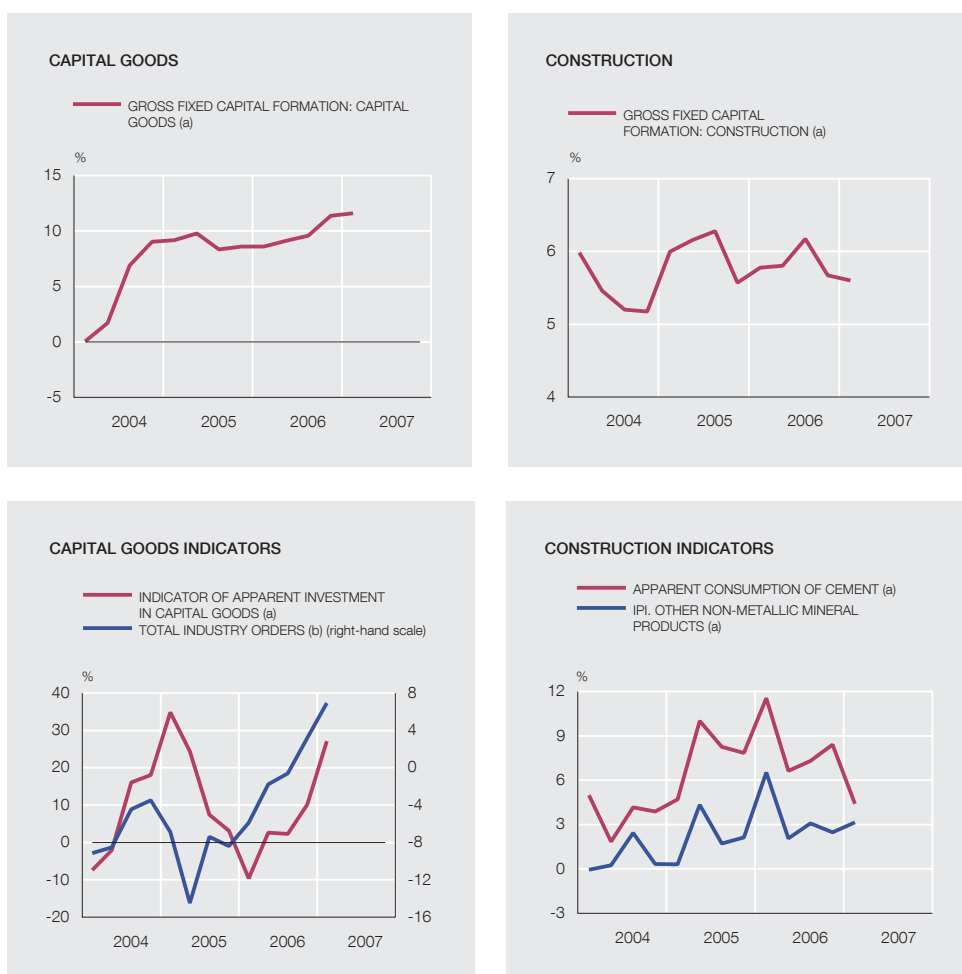 CAPITAL GOODS
GROSS FIXED CAPITAL FORMATION: CAPITAL
GOODS (a)
%
15
10
5
0
-5
2004 2005 2006 2007
CONSTRUCTION
GROSS FIXED CAPITAL
FORMATION: CONSTRUCTION (a)
%
7
6
5
4
2004 2005 2006 2007
CAPITAL GOODS INDICATORS
INDICATOR OF APPARENT INVESTMENT
IN CAPITAL GOODS (a)
TOTAL INDUSTRY ORDERS (b) (right-hand scale)
%
40 8
30 4
20 0
10 -4
0 -8
-10 -12
-20 -16
2004 2005 2006 2007
CONSTRUCTION INDICATORS
APPARENT CONSUMPTION OF CEMENT (a)
IPI. OTHER NON-METALLIC MINERAL
PRODUCTS (a)
%
12
9
6
3
0
-3
2004 2005 2006 2007